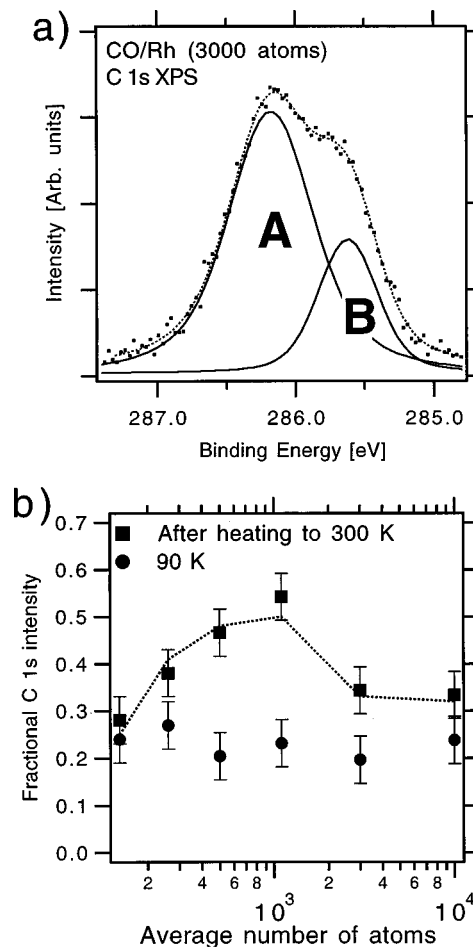 a)
CO/Rh (3000 atoms)
C 1s XPS
Intensity [Arb. units]
A
B
287.0 286.0 285.0
Binding Energy [eV]
b)
0.7
0.6
0.5
0.4
0.3
0.2
0.1
0.0
After heating to 300 K
90 K
Fractional C 1s intensity
2 4 6 8 10³ 2 4 6 8 10⁴
Average number of atoms